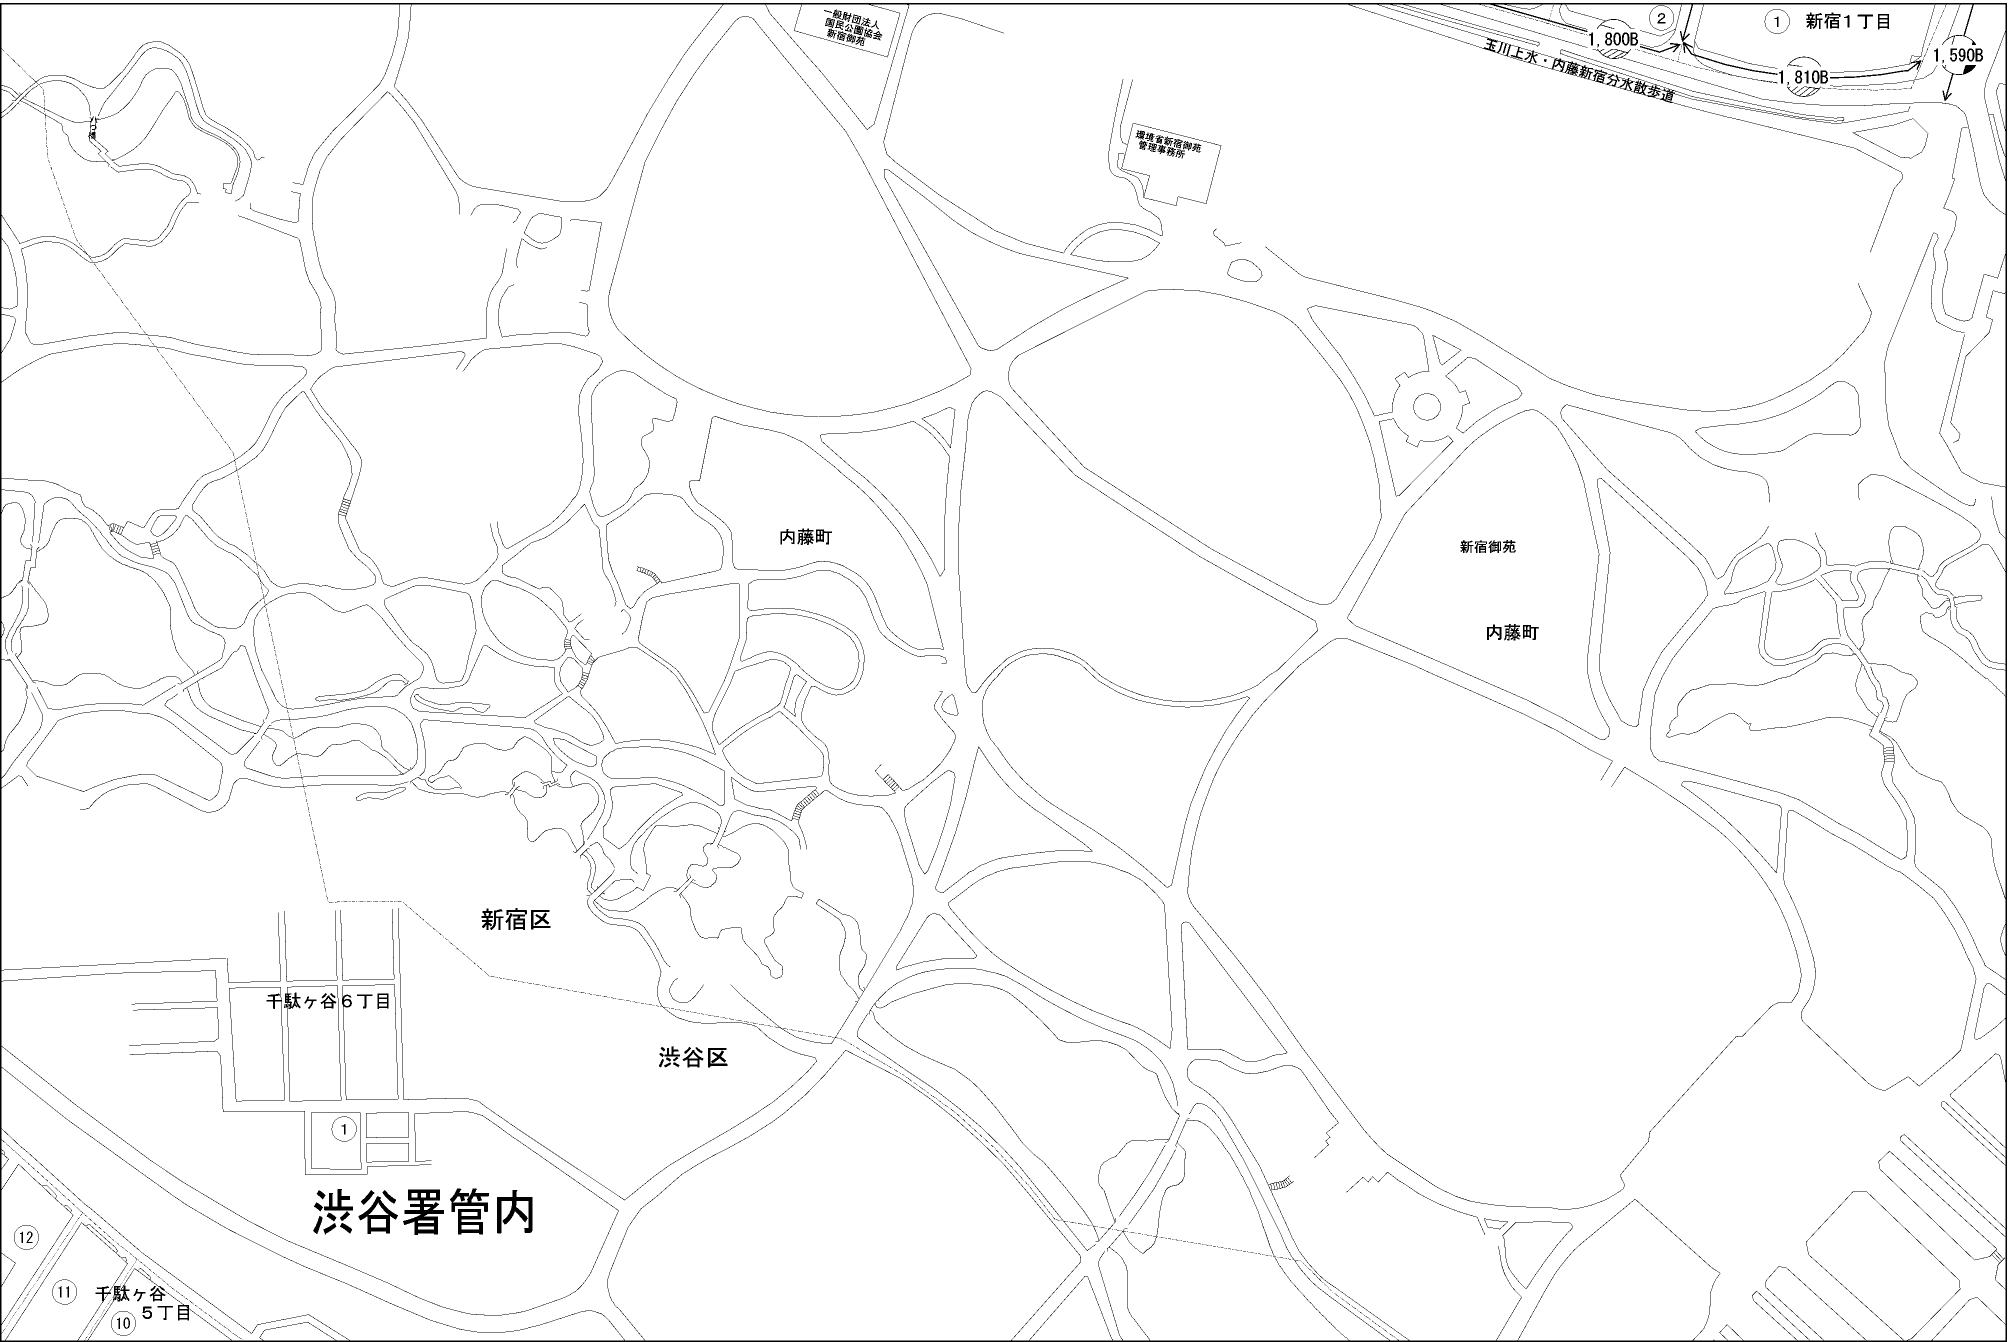 一般財団法人
国民公園協会
新宿御苑
②
① 新宿1丁目
1,800B
1,810B
1,590B
玉川上水・内藤新宿分水散歩道
八つ橋
環境省新宿御苑
管理事務所
内藤町
新宿御苑
内藤町
新宿区
千駄ヶ谷6丁目
渋谷区
①
渋谷署管内
⑫
⑪
千駄ヶ谷
5丁目
⑩